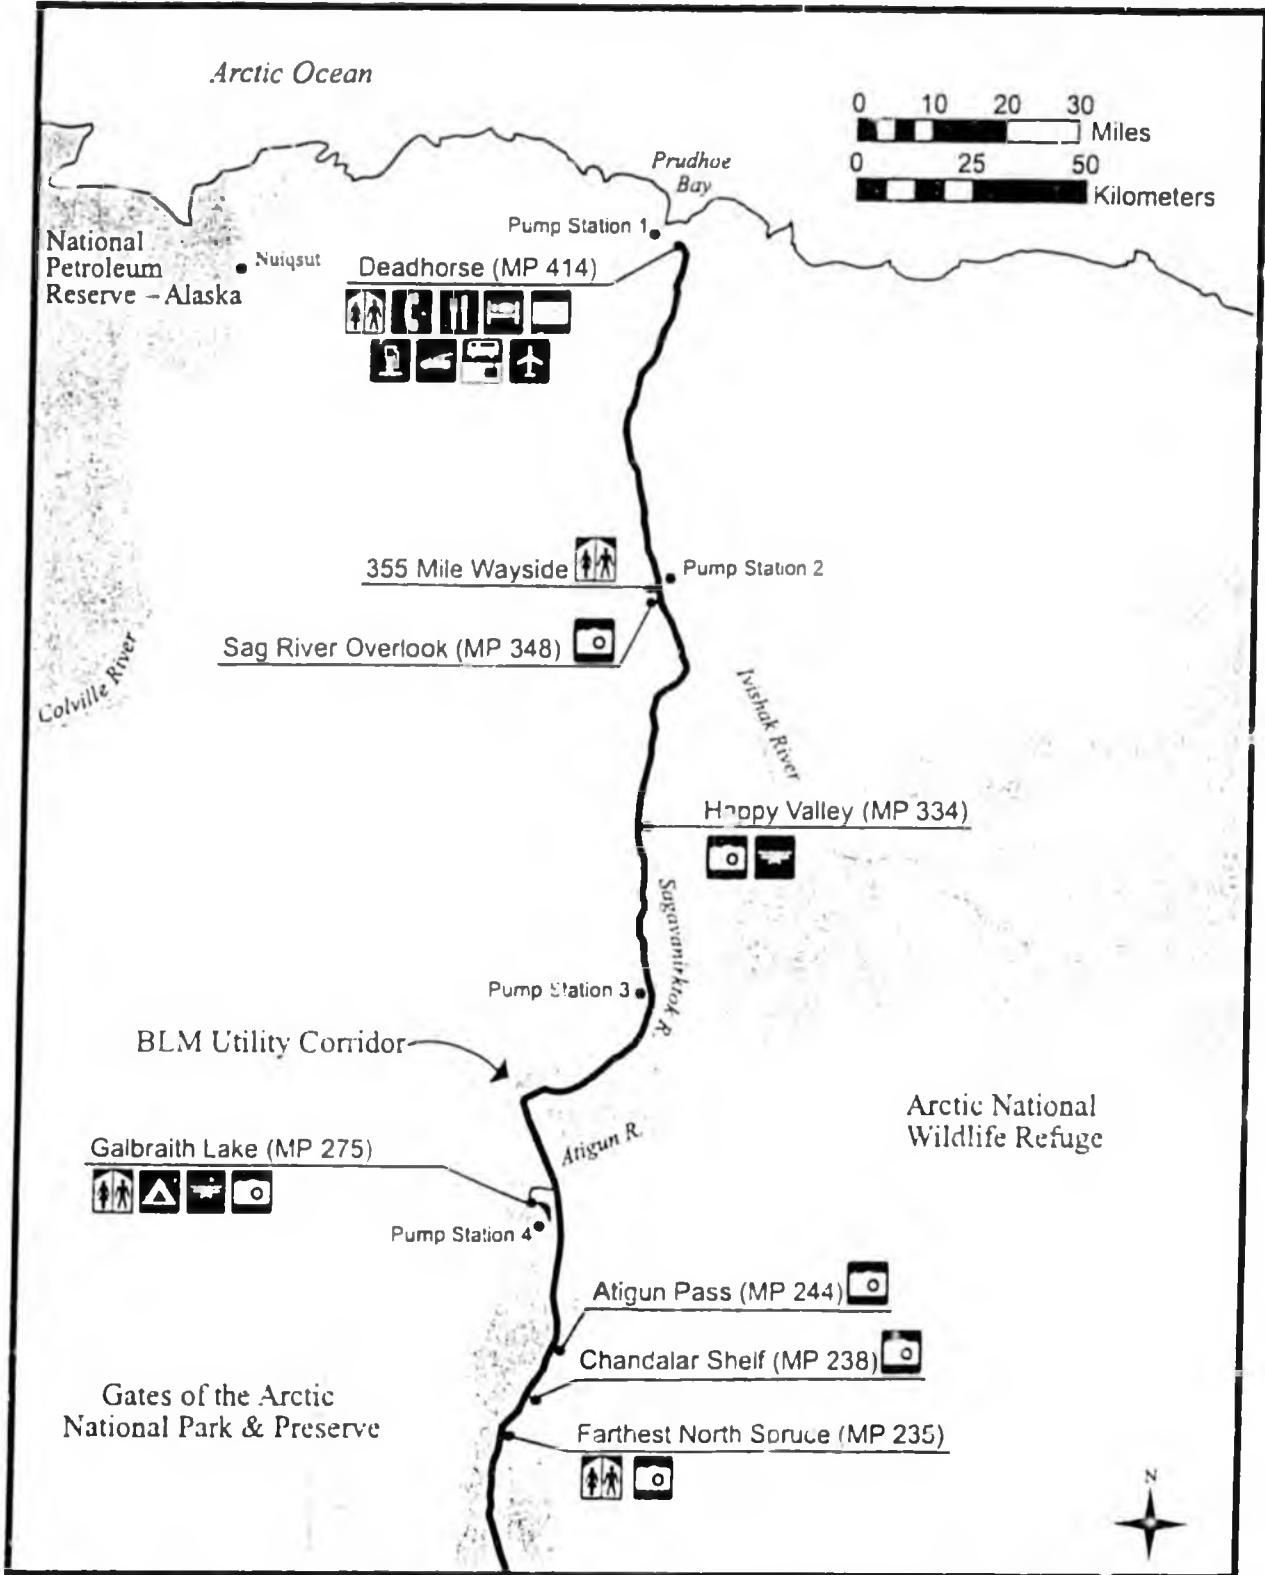 Arctic Ocean
0 10 20 30
Miles
0 25 50
Kilometers
Prudhoe
Bay
Pump Station 1
National
Petroleum
Reserve – Alaska
Nuiqsut
Deadhorse (MP 414)
355 Mile Wayside
Pump Station 2
Sag River Overlook (MP 348)
Colville River
Ivishak River
Happy Valley (MP 334)
Sagavanirktok R.
Pump Station 3
BLM Utility Corridor
Arctic National
Wildlife Refuge
Atigun R.
Galbraith Lake (MP 275)
Pump Station 4
Atigun Pass (MP 244)
Chandalar Shelf (MP 238)
Gates of the Arctic
National Park & Preserve
Farthest North Spruce (MP 235)
N